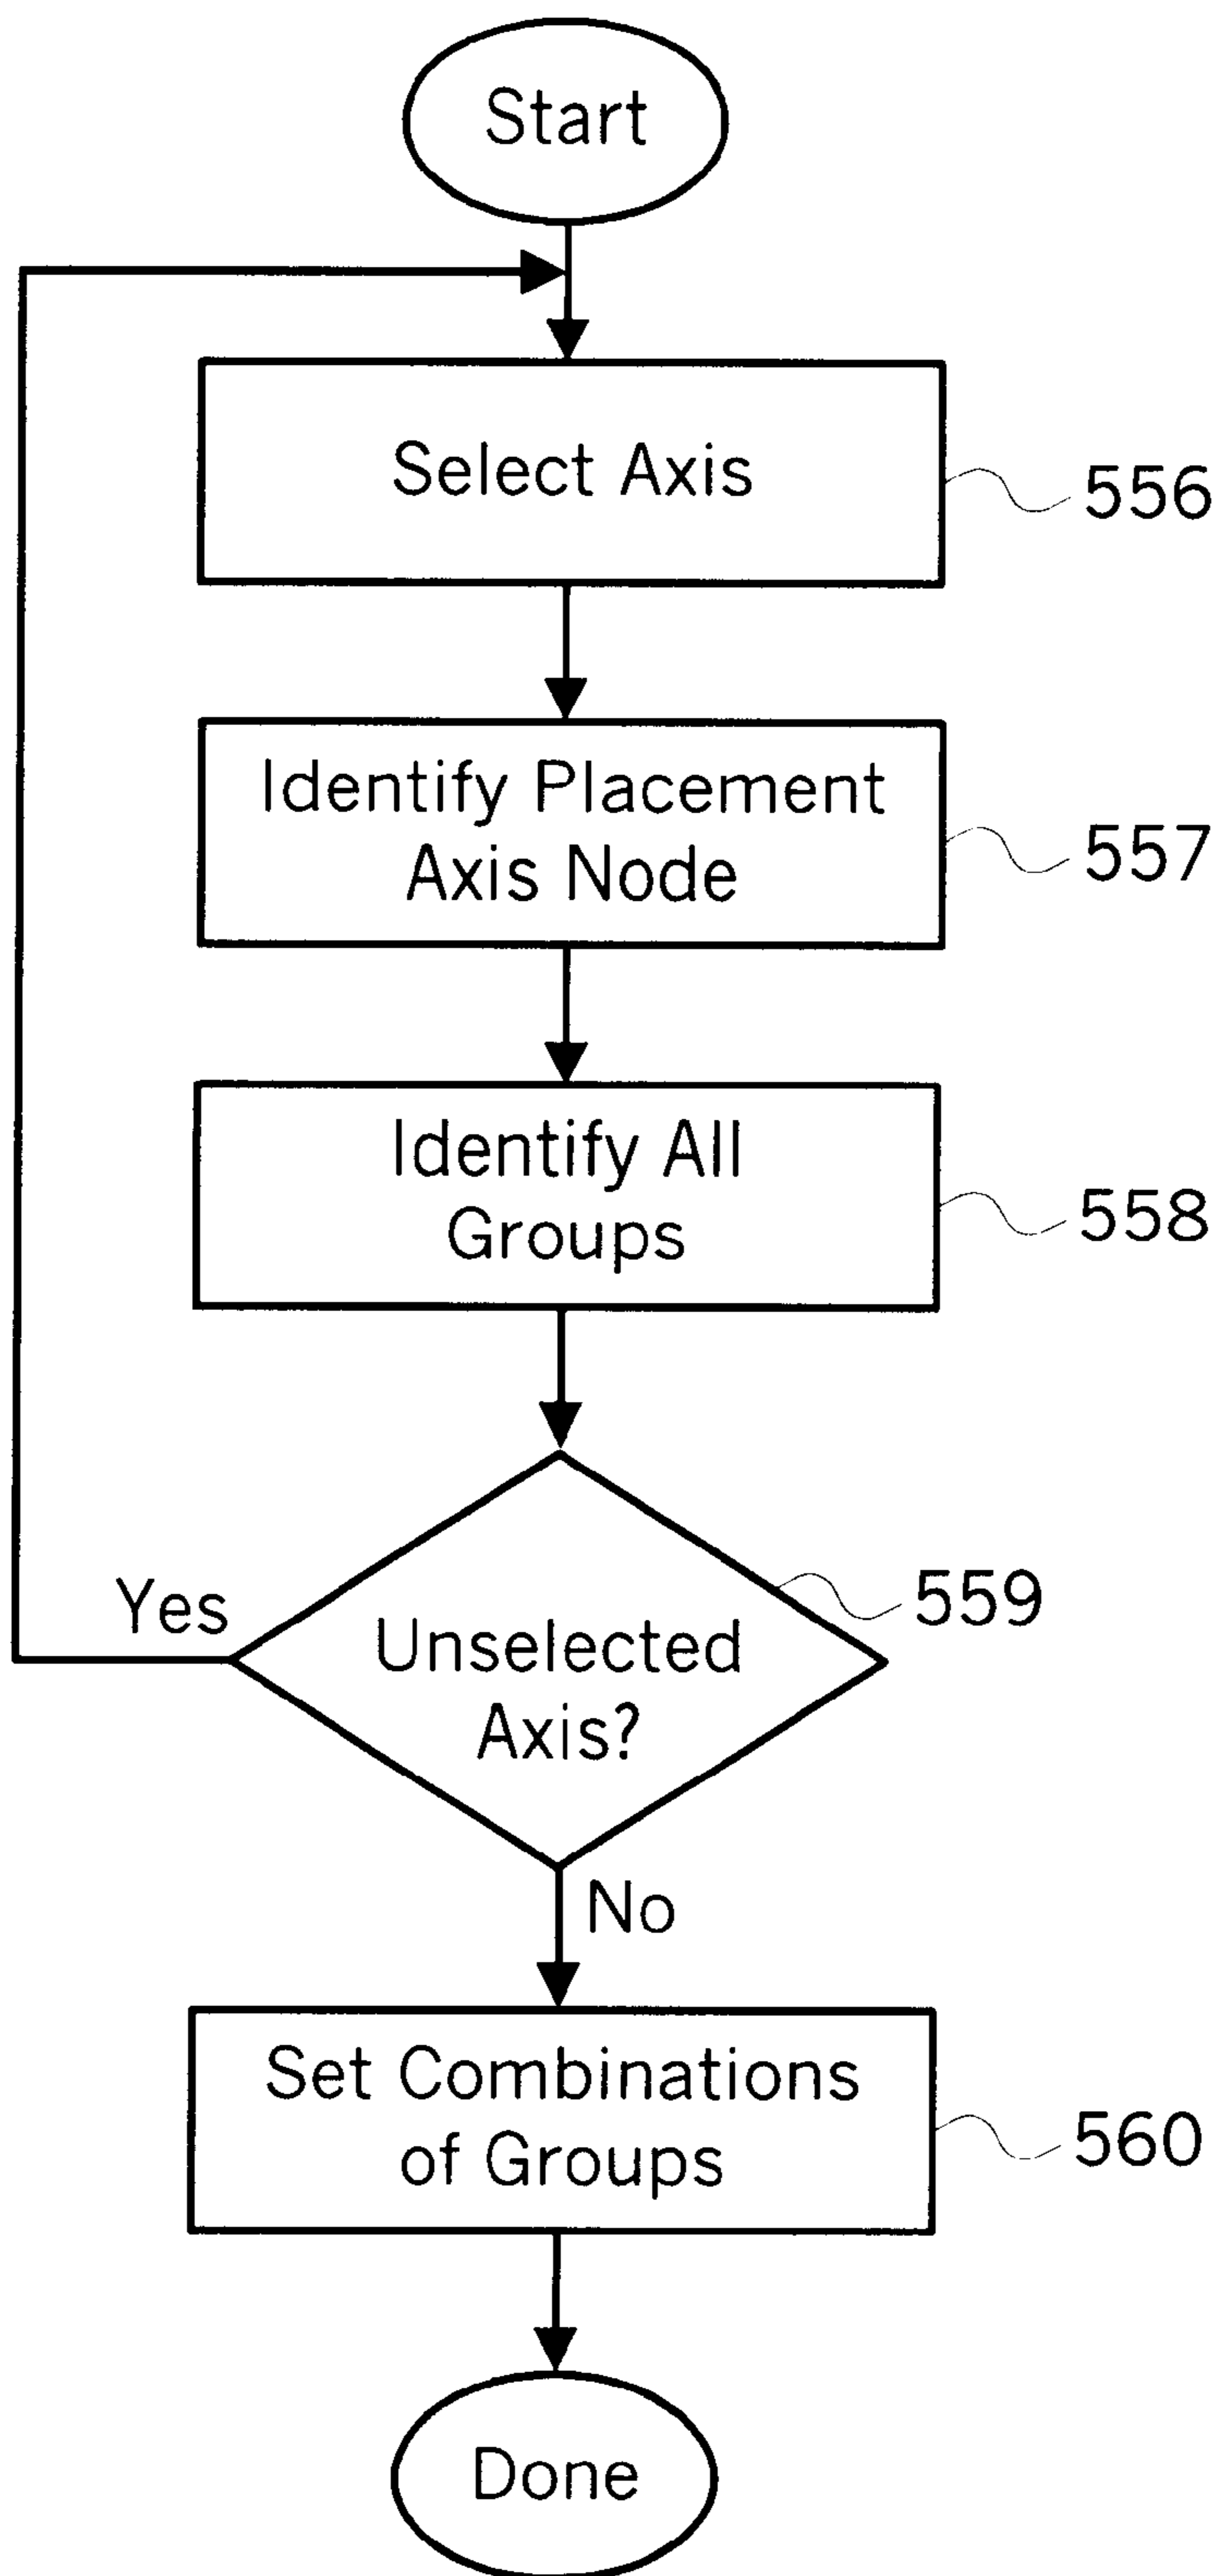 Start
Select Axis
556
Identify Placement
Axis Node
557
Identify All
Groups
558
Yes
Unselected
Axis?
559
No
Set Combinations
of Groups
560
Done